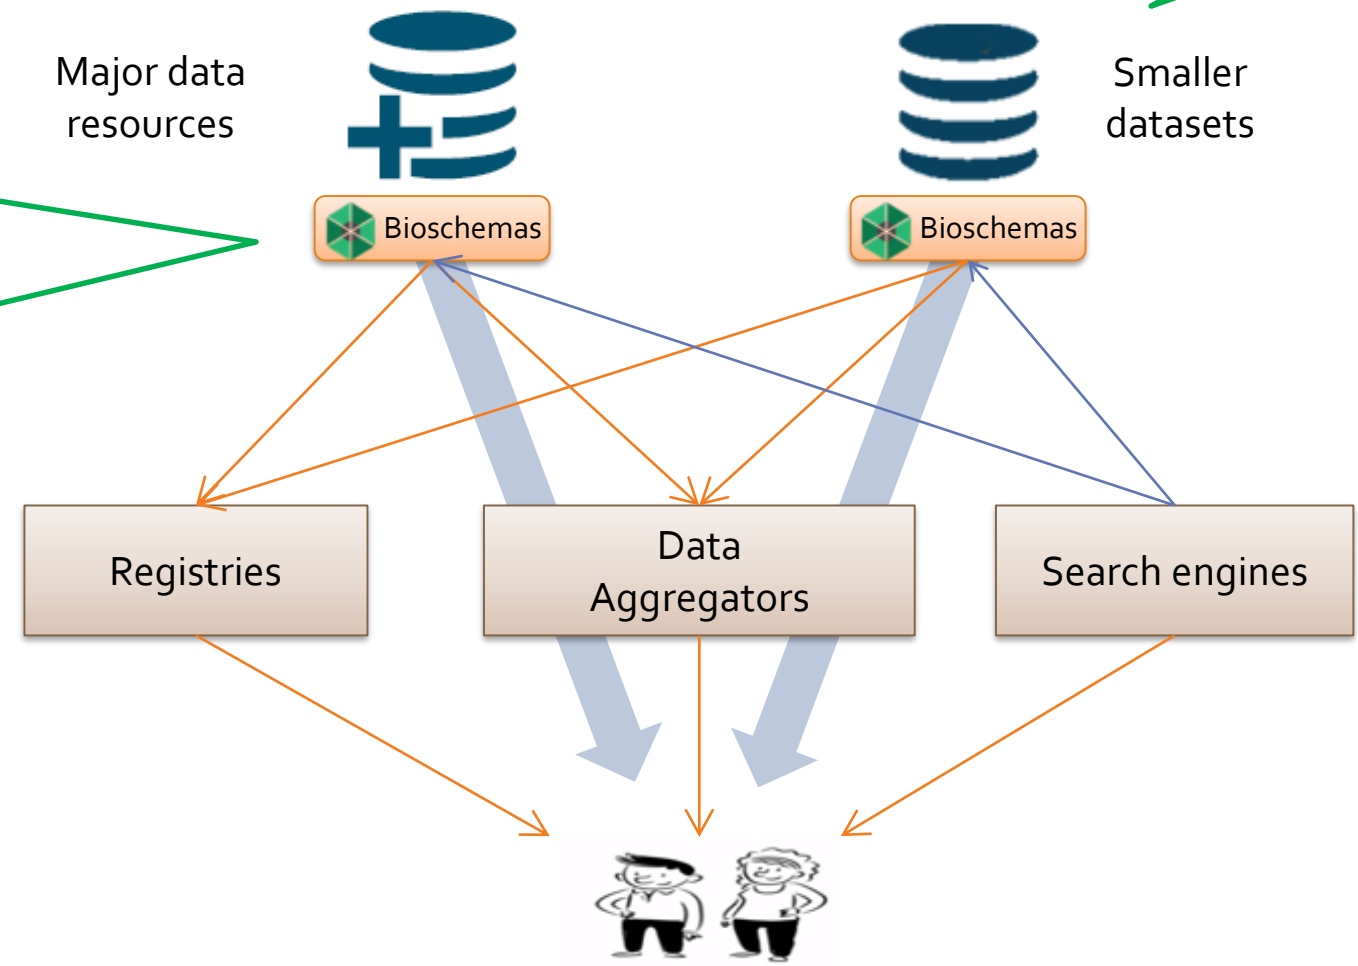 Major data
resources
Smaller
datasets
Bioschemas
Bioschemas
Registries
Data
Aggregators
Search engines